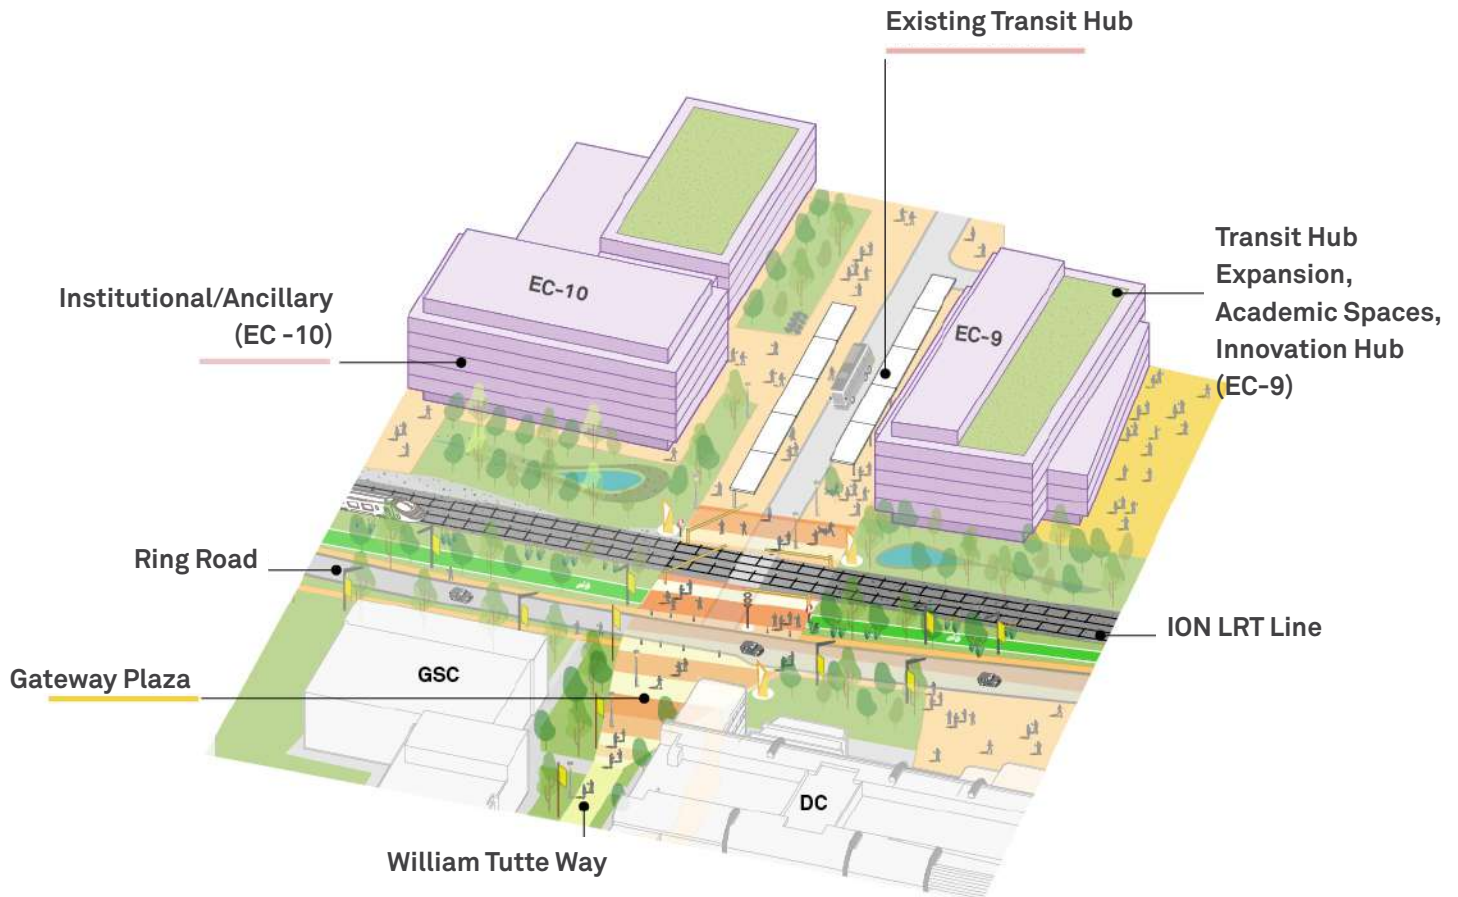 Existing Transit Hub
Transit Hub
Expansion,
Academic Spaces,
Innovation Hub
(EC-9)
Institutional/Ancillary
(EC -10)
EC-10
EC-9
Ring Road
ION LRT Line
Gateway Plaza
GSC
DC
William Tutte Way